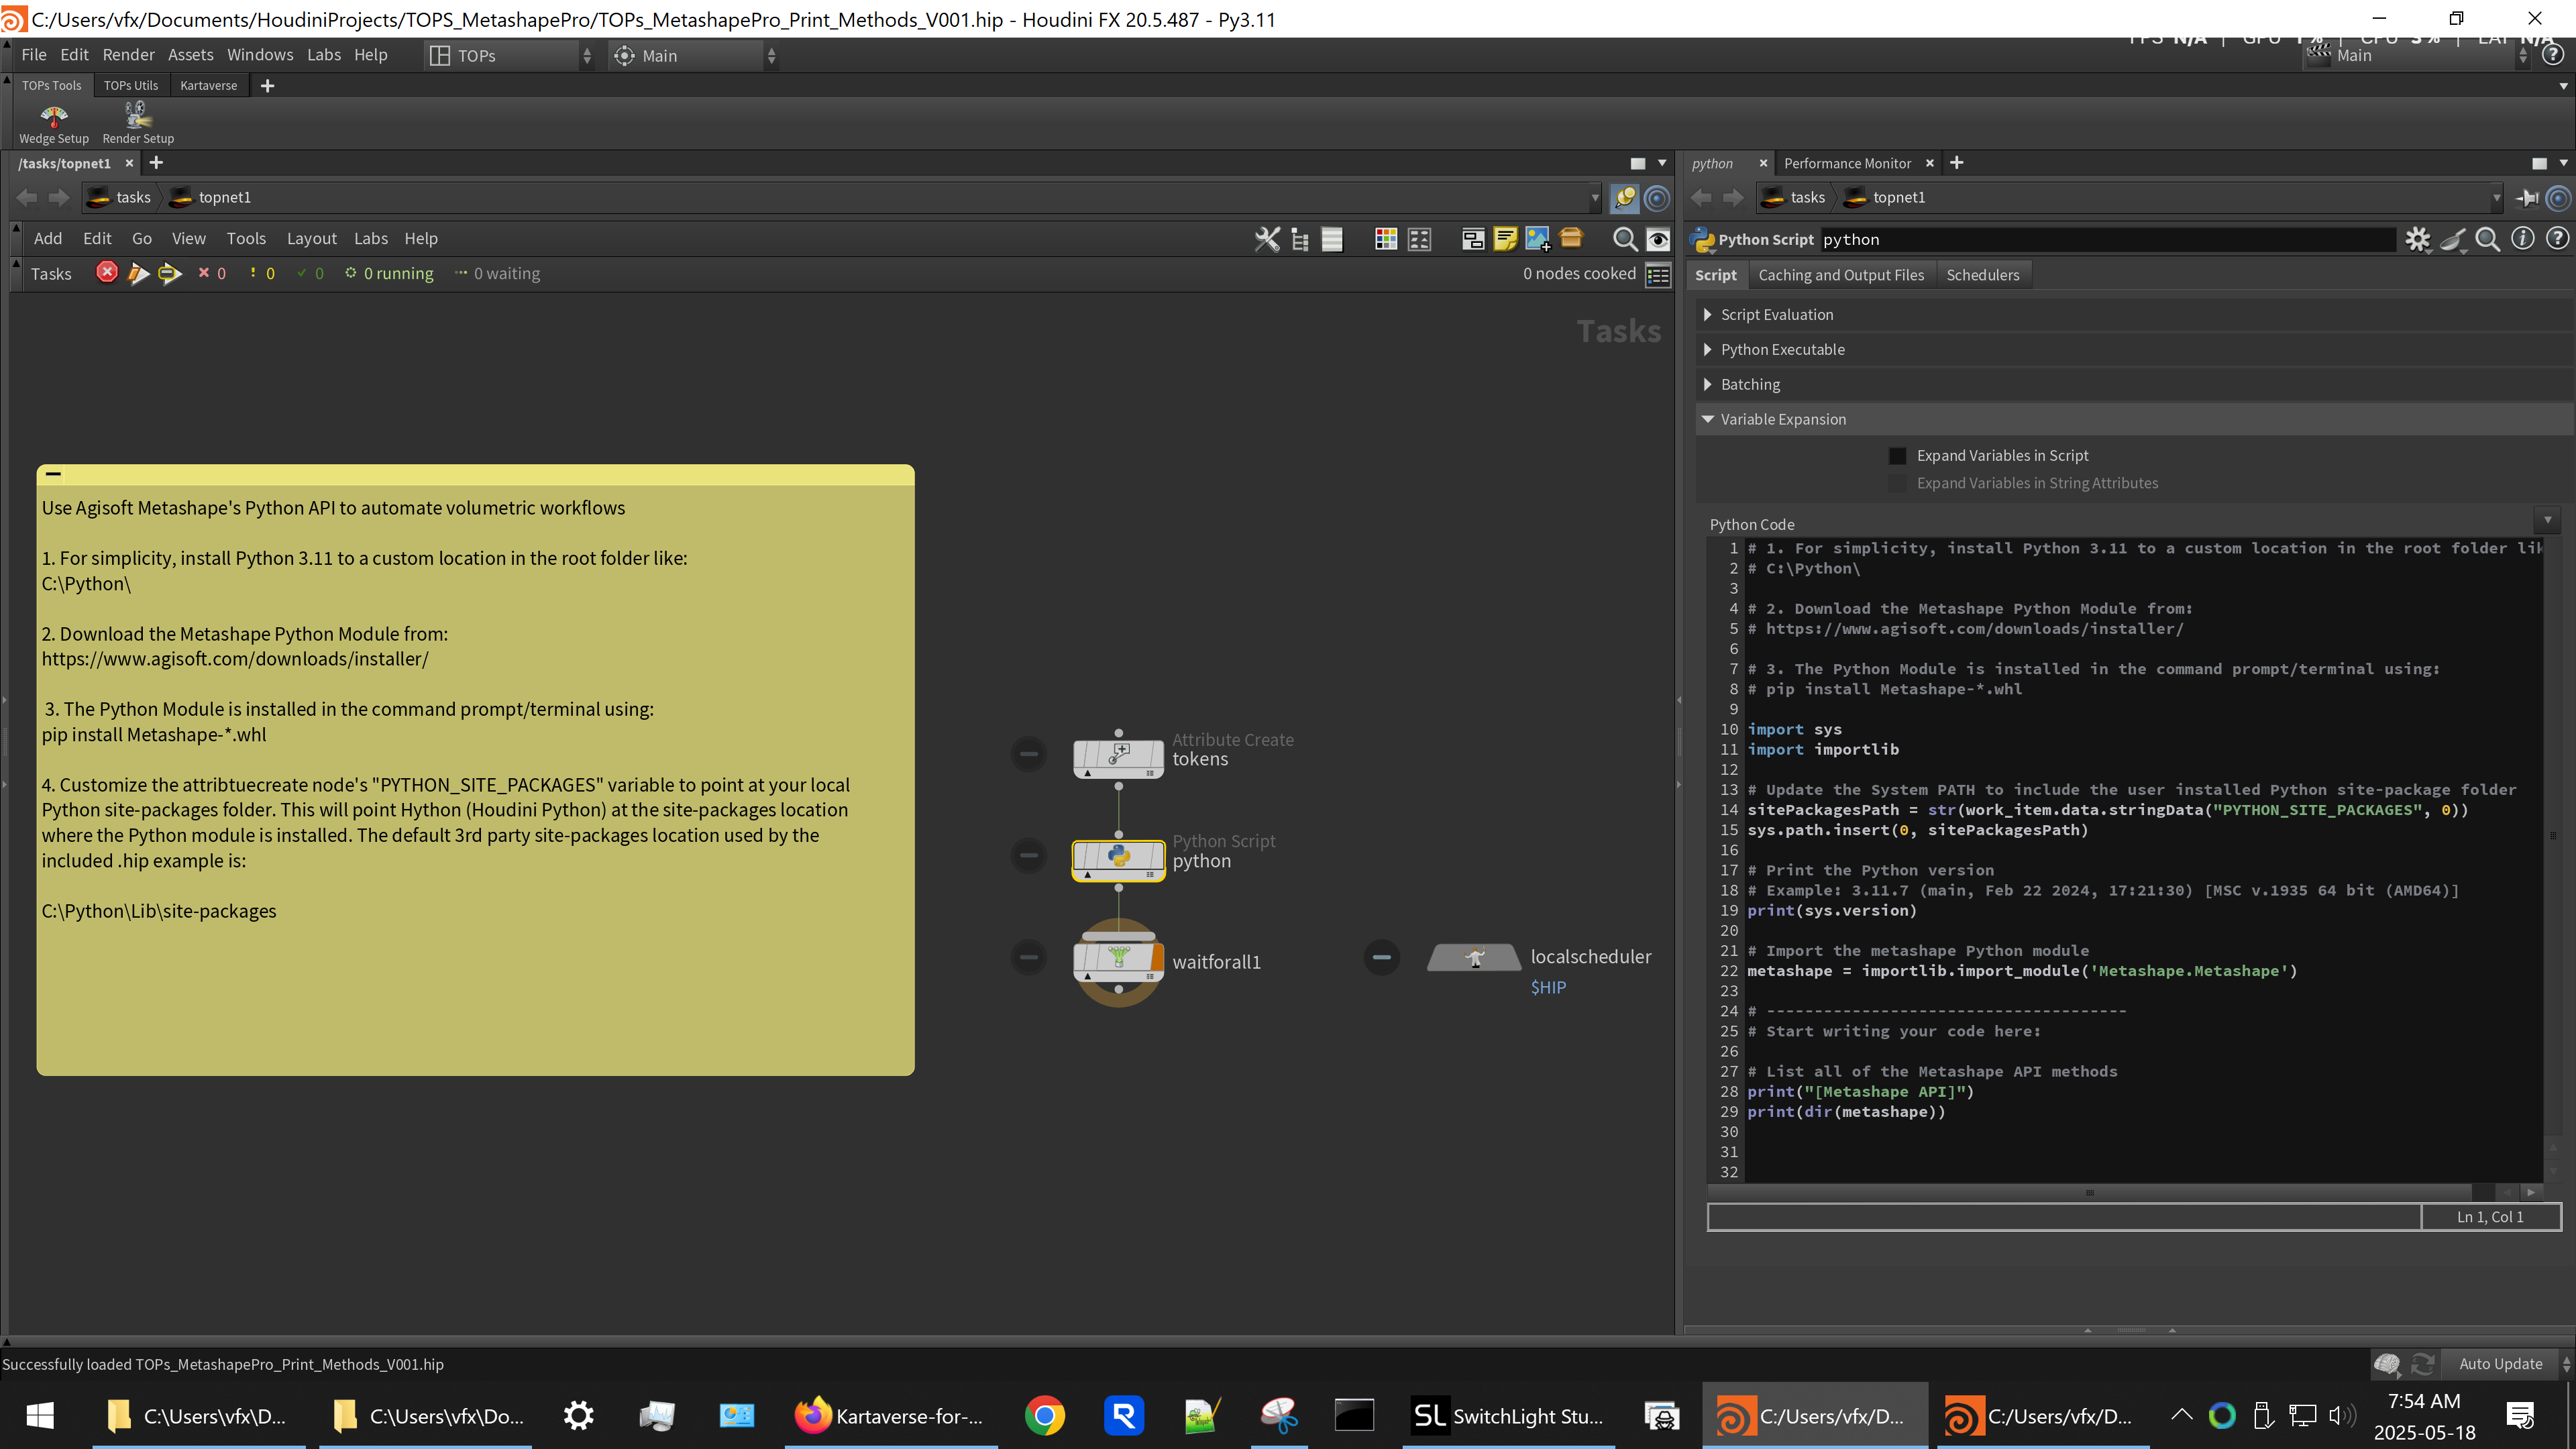 C:/Users/vfx/Documents/HoudiniProjects/TOPS_MetashapePro/TOPs_MetashapePro_Print_Methods_V001.hip - Houdini FX 20.5.487 - Py3.11
File Edit Render Assets Windows Labs Help TOPs Main
FPS N/A | GPU 1% | CPU 3% | LAT N/A
Main
TOPs Tools TOPs Utils Kartaverse
Wedge Setup Render Setup
/tasks/topnet1
tasks topnet1
Add Edit Go View Tools Layout Labs Help
Tasks 0 0 0 0 running 0 waiting 0 nodes cooked
Tasks
Use Agisoft Metashape's Python API to automate volumetric workflows
1. For simplicity, install Python 3.11 to a custom location in the root folder like:
C:\Python\
2. Download the Metashape Python Module from:
https://www.agisoft.com/downloads/installer/
3. The Python Module is installed in the command prompt/terminal using:
pip install Metashape-*.whl
4. Customize the attribtuecreate node's "PYTHON_SITE_PACKAGES" variable to point at your local
Python site-packages folder. This will point Hython (Houdini Python) at the site-packages location
where the Python module is installed. The default 3rd party site-packages location used by the
included .hip example is:
C:\Python\Lib\site-packages
Attribute Create
tokens
Python Script
python
waitforall1
localscheduler
$HIP
python Performance Monitor
tasks topnet1
Python Script python
Script Caching and Output Files Schedulers
Script Evaluation
Python Executable
Batching
Variable Expansion
Expand Variables in Script
Expand Variables in String Attributes
Python Code
1 # 1. For simplicity, install Python 3.11 to a custom location in the root folder lik
2 # C:\Python\
3
4 # 2. Download the Metashape Python Module from:
5 # https://www.agisoft.com/downloads/installer/
6
7 # 3. The Python Module is installed in the command prompt/terminal using:
8 # pip install Metashape-*.whl
9
10 import sys
11 import importlib
12
13 # Update the System PATH to include the user installed Python site-package folder
14 sitePackagesPath = str(work_item.data.stringData("PYTHON_SITE_PACKAGES", 0))
15 sys.path.insert(0, sitePackagesPath)
16
17 # Print the Python version
18 # Example: 3.11.7 (main, Feb 22 2024, 17:21:30) [MSC v.1935 64 bit (AMD64)]
19 print(sys.version)
20
21 # Import the metashape Python module
22 metashape = importlib.import_module('Metashape.Metashape')
23
24 # --------------------------------------
25 # Start writing your code here:
26
27 # List all of the Metashape API methods
28 print("[Metashape API]")
29 print(dir(metashape))
30
31
32
Ln 1, Col 1
Successfully loaded TOPs_MetashapePro_Print_Methods_V001.hip
Auto Update
C:\Users\vfx\D... C:\Users\vfx\Do... Kartaverse-for-... R SL SwitchLight Stu... C:/Users/vfx/D... C:/Users/vfx/D...
7:54 AM
2025-05-18